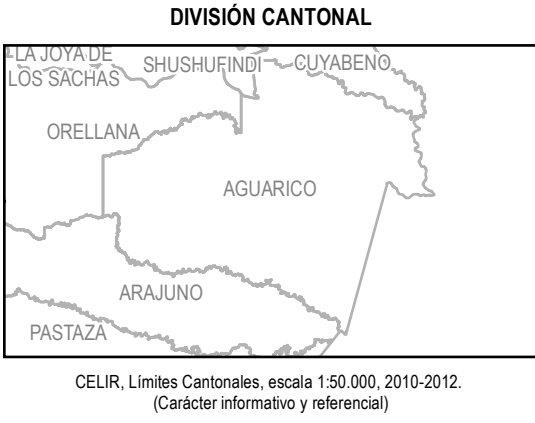 DIVISIÓN CANTONAL
LA JOYA DE
LOS SACHAS
SHUSHUFINDI
CUYABENO
ORELLANA
AGUARICO
ARAJUNO
PASTAZA
CELIR, Límites Cantonales, escala 1:50.000, 2010-2012.
(Carácter informativo y referencial)